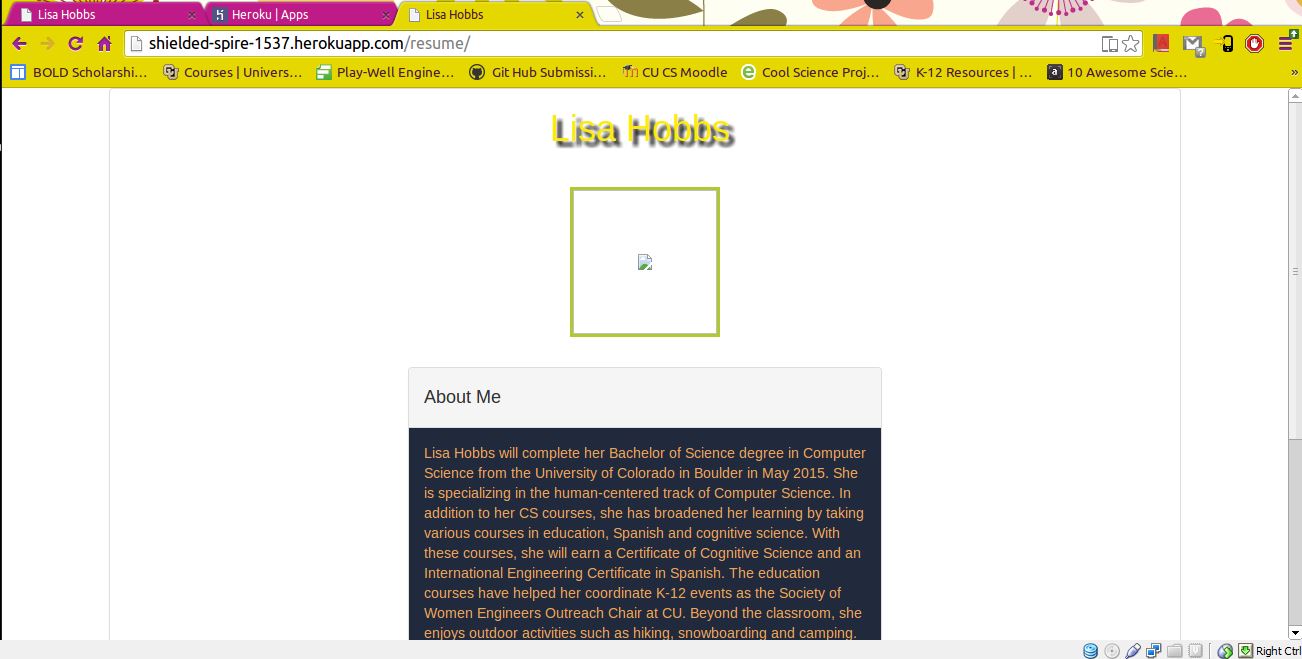 Lisa Hobbs
Heroku | Apps
Lisa Hobbs
shielded-spire-1537.herokuapp.com/resume/
BOLD Scholarshi...
Courses | Univers...
Play-Well Engine...
Git Hub Submissi...
CU CS Moodle
Cool Science Proj...
K-12 Resources | ...
10 Awesome Scie...
»
Lisa Hobbs
About Me
Lisa Hobbs will complete her Bachelor of Science degree in Computer
Science from the University of Colorado in Boulder in May 2015. She
is specializing in the human-centered track of Computer Science. In
addition to her CS courses, she has broadened her learning by taking
various courses in education, Spanish and cognitive science. With
these courses, she will earn a Certificate of Cognitive Science and an
International Engineering Certificate in Spanish. The education
courses have helped her coordinate K-12 events as the Society of
Women Engineers Outreach Chair at CU. Beyond the classroom, she
enjoys outdoor activities such as hiking, snowboarding and camping.
Right Ctrl